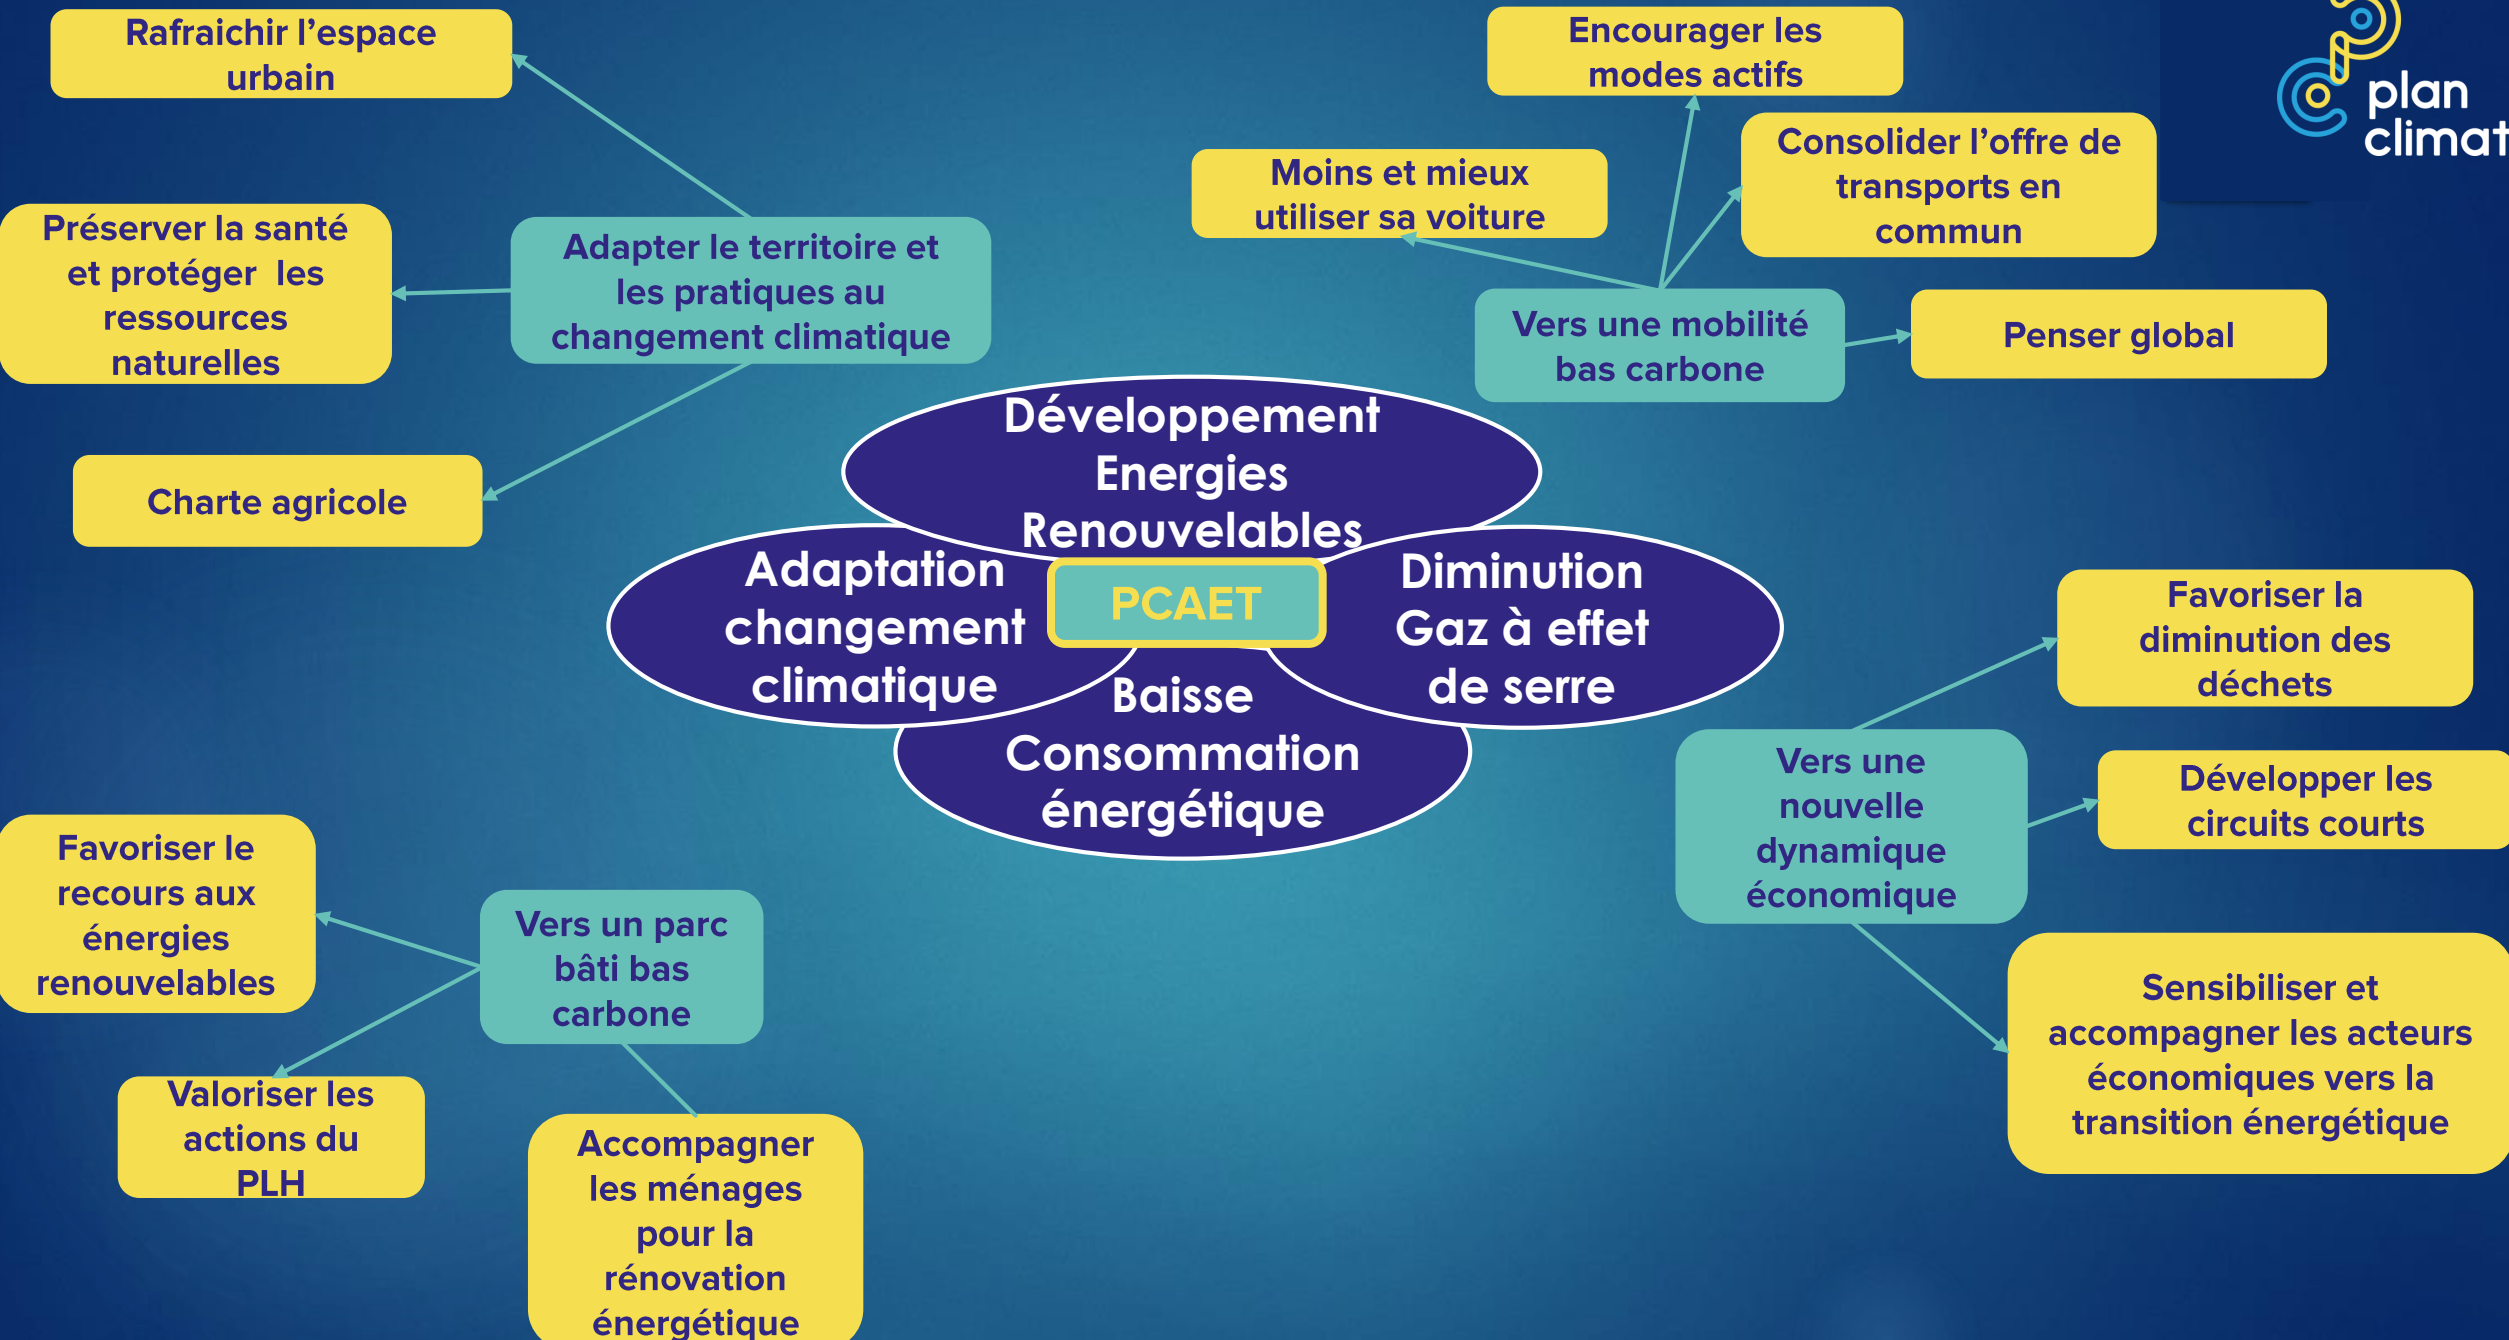 Rafraichir l’espace
urbain
Préserver la santé
et protéger les
ressources
naturelles
Adapter le territoire et
les pratiques au
changement climatique
Charte agricole
Encourager les
modes actifs
Moins et mieux
utiliser sa voiture
Consolider l’offre de
transports en
commun
Vers une mobilité
bas carbone
Penser global
plan
climat
Développement
Energies
Renouvelables
Adaptation
changement
climatique
PCAET
Diminution
Gaz à effet
de serre
Baisse
Consommation
énergétique
Favoriser la
diminution des
déchets
Vers une
nouvelle
dynamique
économique
Développer les
circuits courts
Sensibiliser et
accompagner les acteurs
économiques vers la
transition énergétique
Favoriser le
recours aux
énergies
renouvelables
Vers un parc
bâti bas
carbone
Valoriser les
actions du
PLH
Accompagner
les ménages
pour la
rénovation
énergétique